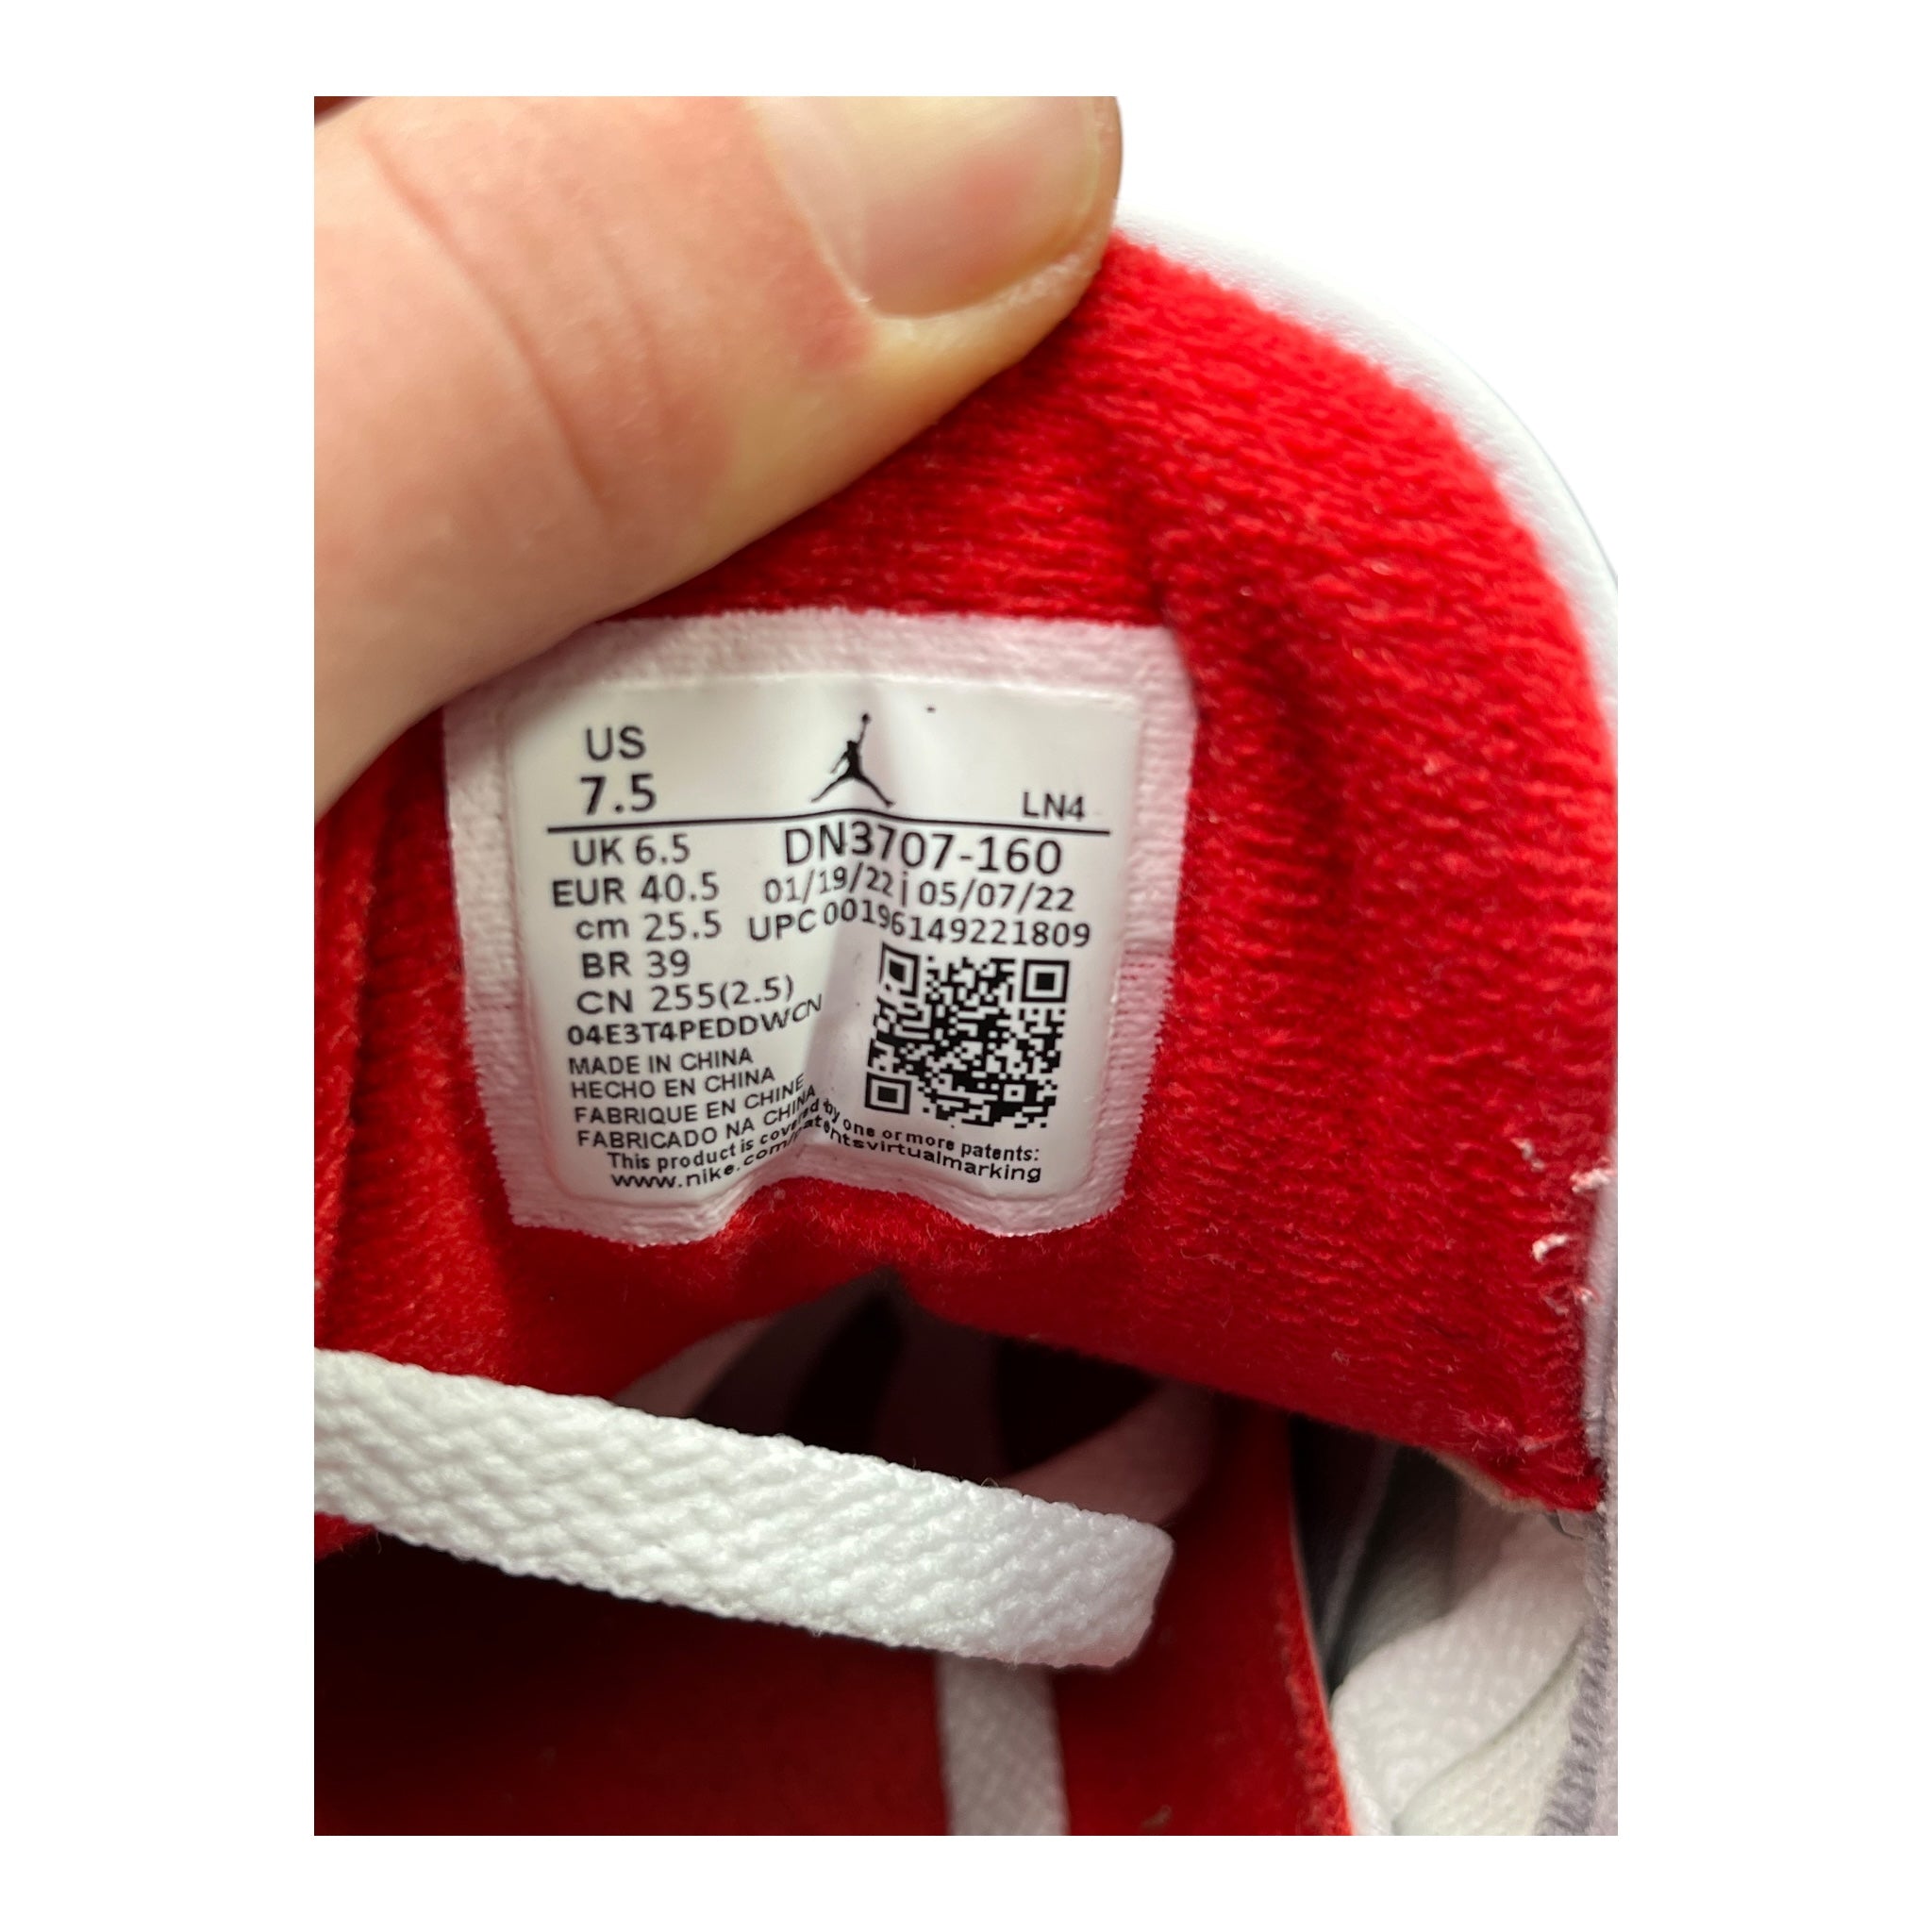 US
7.5
LN4
UK 6.5
EUR 40.5
cm 25.5
BR 39
CN 255(2.5)
04E3T4PEDDWCN
DN3707-160
01/19/22 | 05/07/22
UPC 00196149221809
MADE IN CHINA
HECHO EN CHINA
FABRIQUE EN CHINE
FABRICADO NA CHINA
This product is covered by one or more patents:
www.nike.com/patentsvirtualmarking